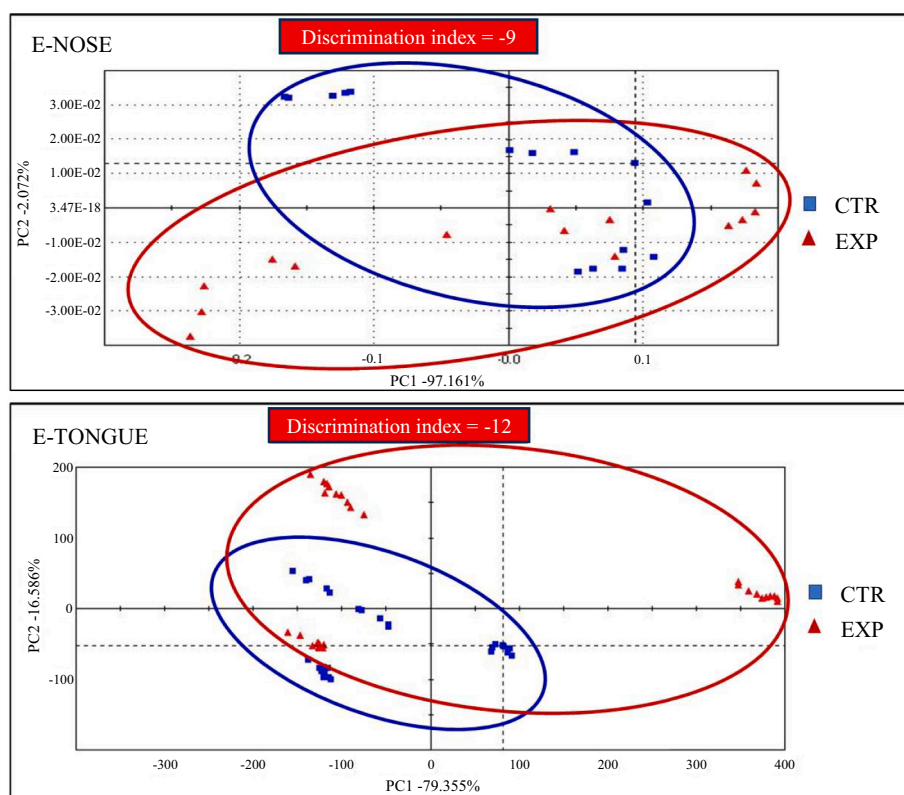 Discrimination index = -9
E-NOSE
3.00E-02
2.00E-02
1.00E-02
3.47E-18
-1.00E-02
-2.00E-02
-3.00E-02
PC2 -2.072%
CTR
EXP
-0.1
-0.0
0.1
PC1 -97.161%
Discrimination index = -12
E-TONGUE
200
100
0
-100
-200
PC2 -16.586%
CTR
EXP
-300
-200
-100
0
100
200
300
400
PC1 -79.355%